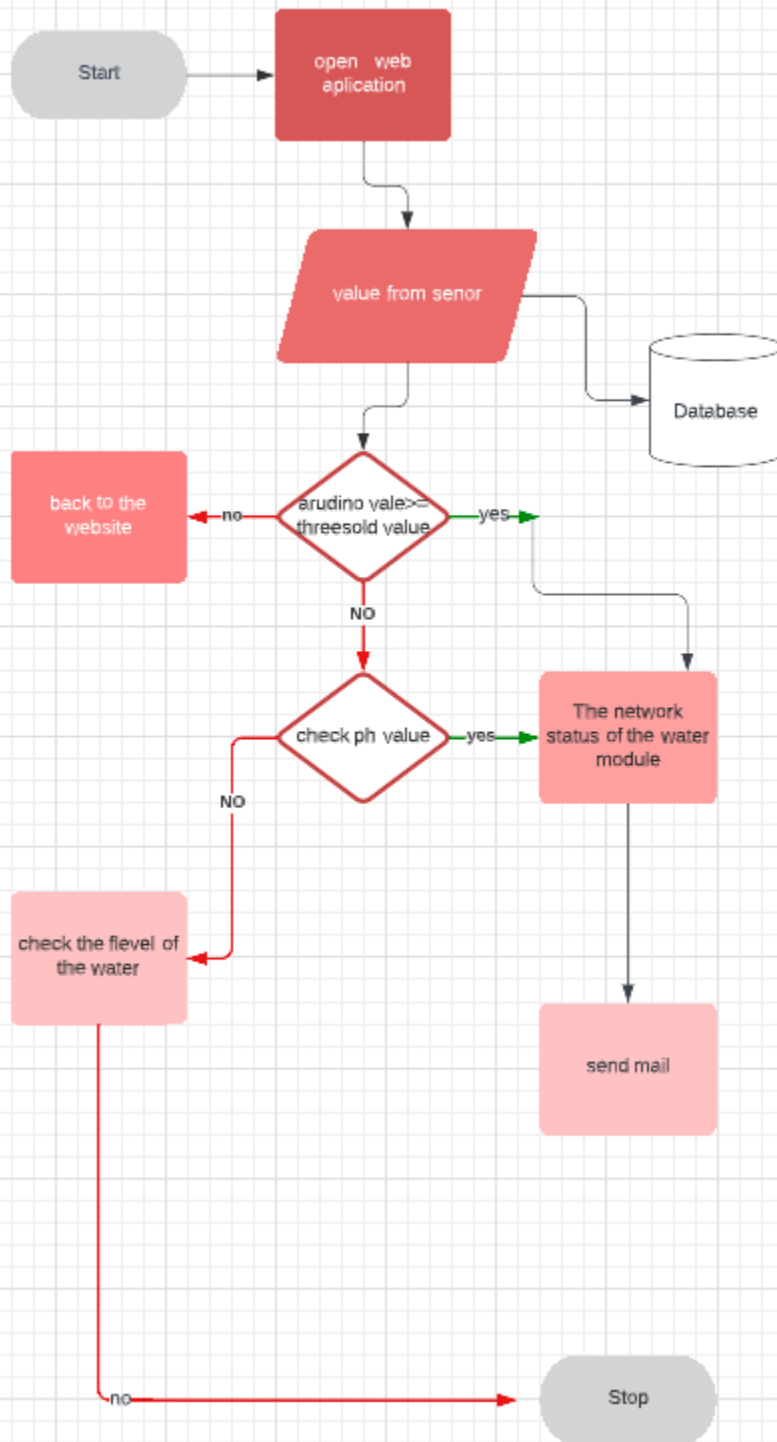 Start
open web
aplication
value from senor
Database
back to the
website
no
arudino vale>=
threesold value
yes
NO
check ph value
yes
The network
status of the water
module
NO
check the flevel of
the water
send mail
no
Stop